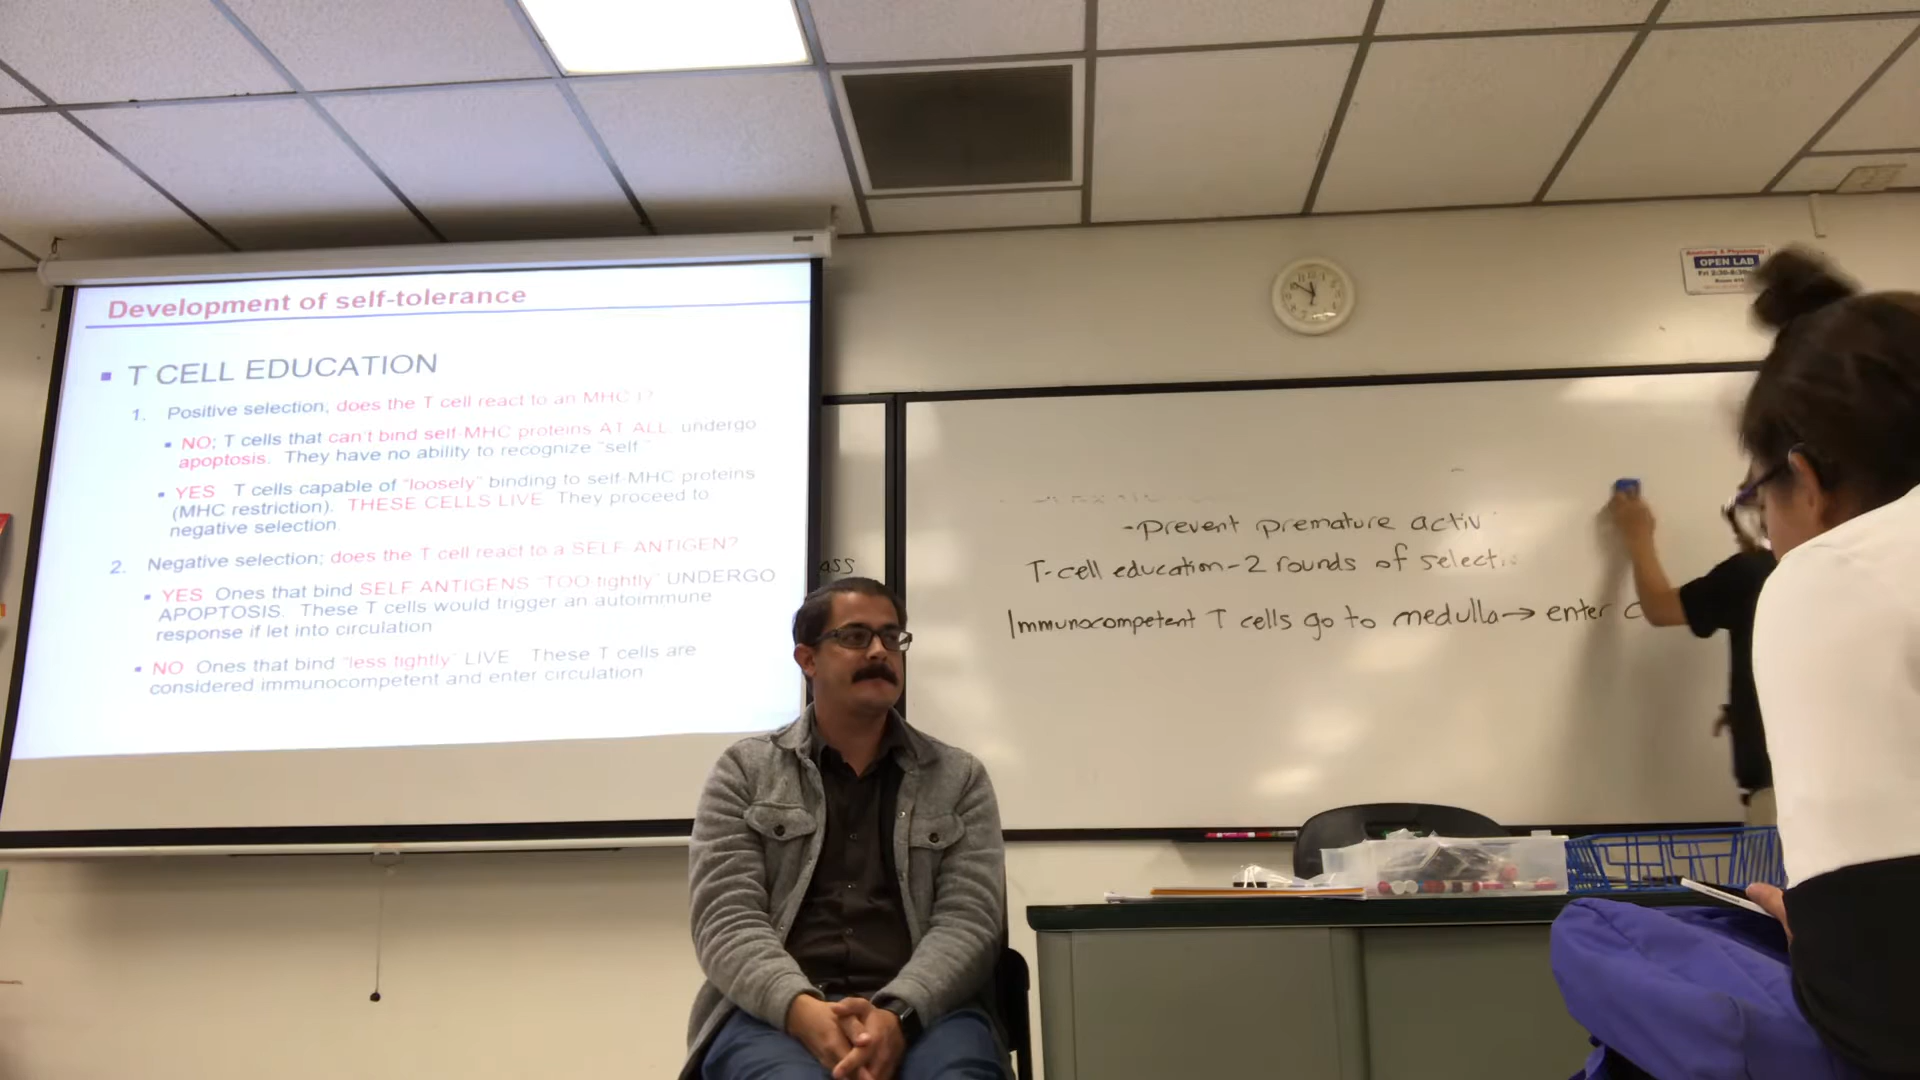 Development of self-tolerance
▪ T CELL EDUCATION
1. Positive selection; does the T cell react to an MHC I?
▪ NO; T cells that can't bind self-MHC proteins AT ALL undergo
apoptosis. They have no ability to recognize "self."
▪ YES T cells capable of "loosely" binding to self-MHC proteins
(MHC restriction). THESE CELLS LIVE They proceed to
negative selection
2. Negative selection; does the T cell react to a SELF ANTIGEN?
▪ YES Ones that bind SELF ANTIGENS "TOO tightly" UNDERGO
APOPTOSIS. These T cells would trigger an autoimmune
response if let into circulation
▪ NO Ones that bind "less tightly" LIVE These T cells are
considered immunocompetent and enter circulation
ass
-prevent premature activ
T-cell education-2 rounds of select
Immunocompetent T cells go to medulla→ enter c
Anatomy & Physiology
OPEN LAB